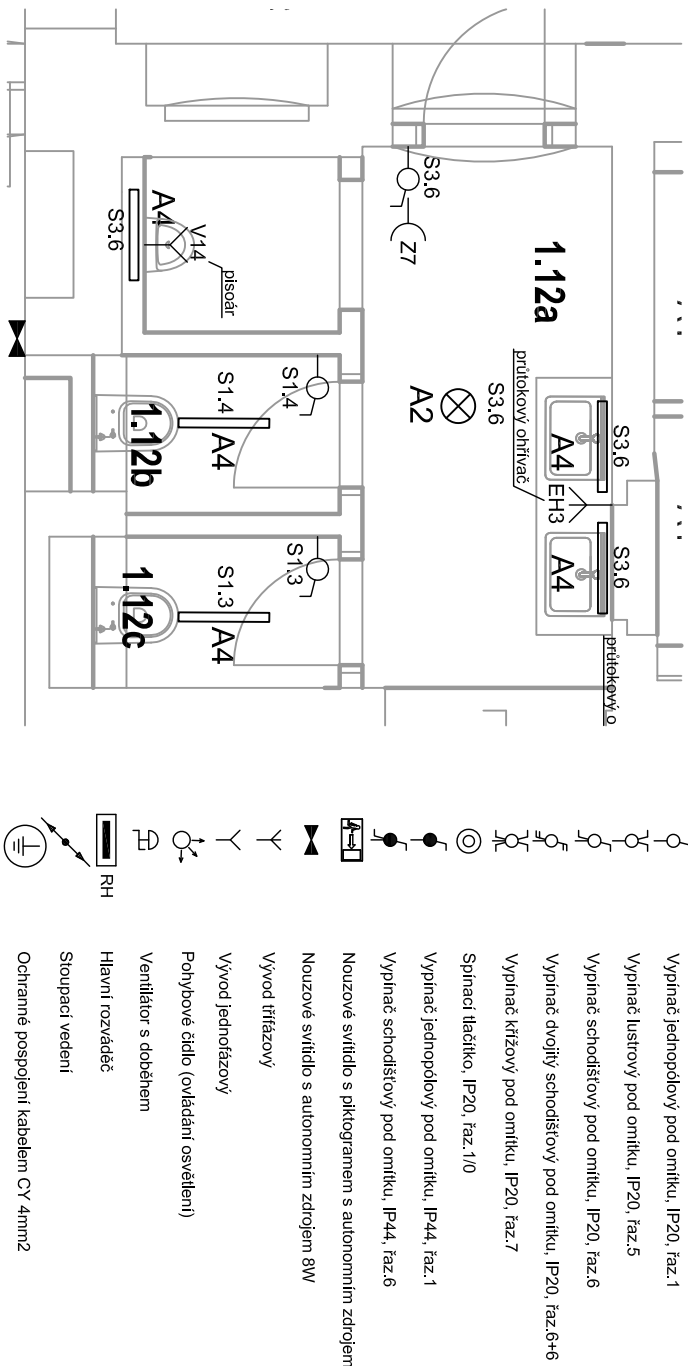 1.12a
S3.6
Z7
S3.6
A2
S3.6
A4
EH3
průtokový ohřívač
S3.6
A4
průtokový o
A4
S3.6
V14
pisoár
S1.4
S1.4
A4
1.12b
S1.3
S1.3
A4
1.12c
Vypínač jednopólový pod omítku, IP20, řaz.1
Vypínač lustrový pod omítku, IP20, řaz.5
Vypínač schodišťový pod omítku, IP20, řaz.6
Vypínač dvojitý schodišťový pod omítku, IP20, řaz.6+6
Vypínač křížový pod omítku, IP20, řaz.7
Spínací tlačítko, IP20, řaz.1/0
Vypínač jednopólový pod omítku, IP44, řaz.1
Vypínač schodišťový pod omítku, IP44, řaz.6
Nouzové svítidlo s piktogramem s autonomním zdrojem
Nouzové svítidlo s autonomním zdrojem 8W
Vývod třífázový
Vývod jednofázový
Pohybové čidlo (ovládání osvětlení)
Ventilátor s doběhem
RH
Hlavní rozváděč
Stoupací vedení
Ochranné pospojení kabelem CY 4mm2